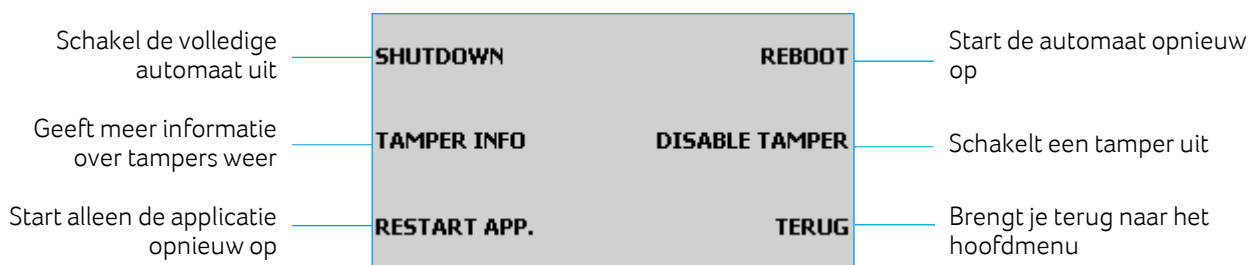 Schakel de volledige
automaat uit
SHUTDOWN
REBOOT
Start de automaat opnieuw
op
Geeft meer informatie
over tampers weer
TAMPER INFO
DISABLE TAMPER
Schakelt een tamper uit
Start alleen de applicatie
opnieuw op
RESTART APP.
TERUG
Brengt je terug naar het
hoofdmenu